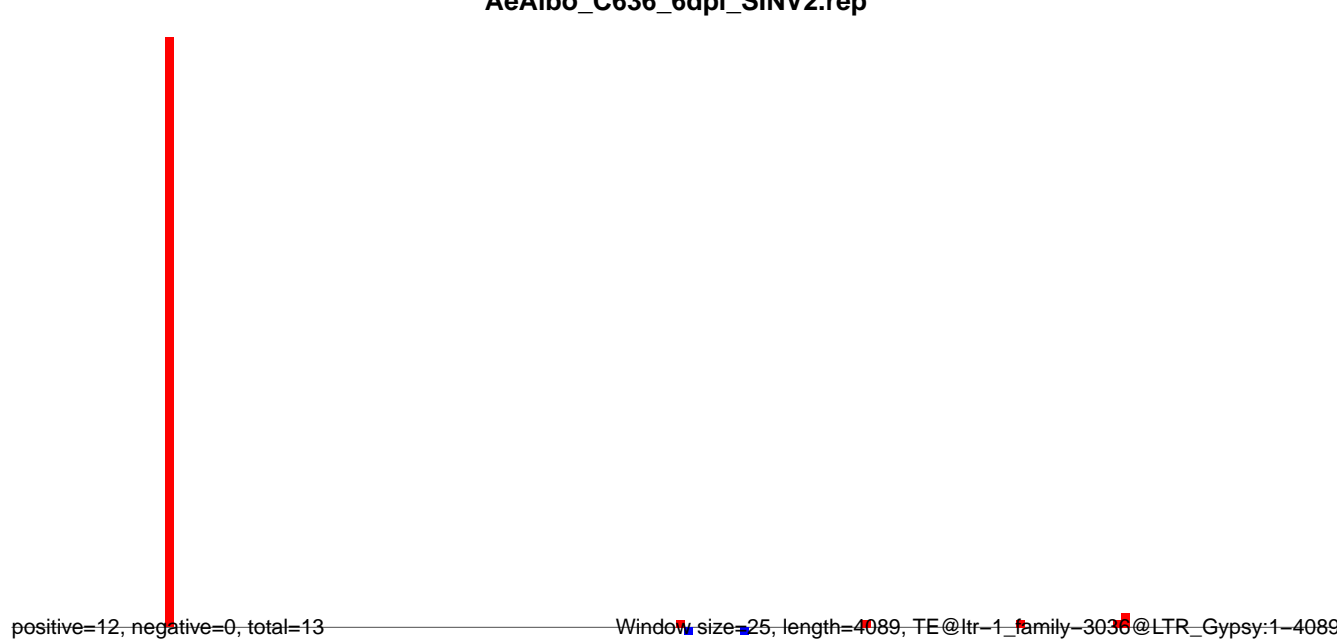 AeAlbo_C636_6dpi_SINV2.rep
positive=12, negative=0, total=13
Window size=25, length=4089, TE@ltr−1_family−3036@LTR_Gypsy:1−4089